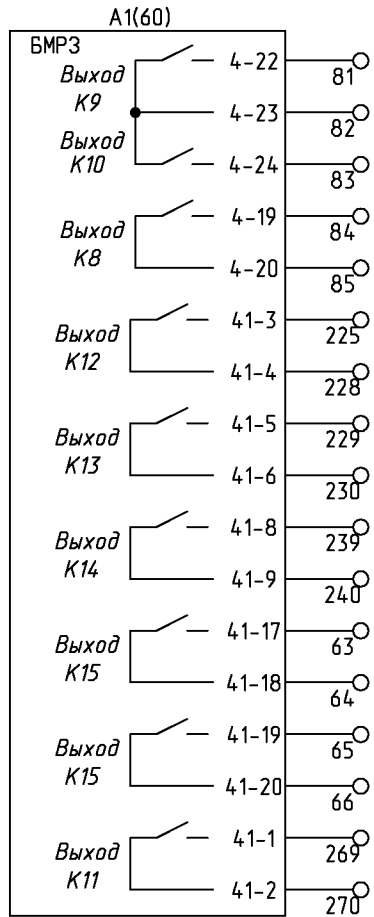 А1(60)
БМРЗ
Выход
К9
4-22
81
4-23
82
Выход
К10
4-24
83
Выход
К8
4-19
84
4-20
85
Выход
К12
41-3
225
41-4
228
Выход
К13
41-5
229
41-6
230
Выход
К14
41-8
239
41-9
240
Выход
К15
41-17
63
41-18
64
Выход
К15
41-19
65
41-20
66
Выход
К11
41-1
269
41-2
270